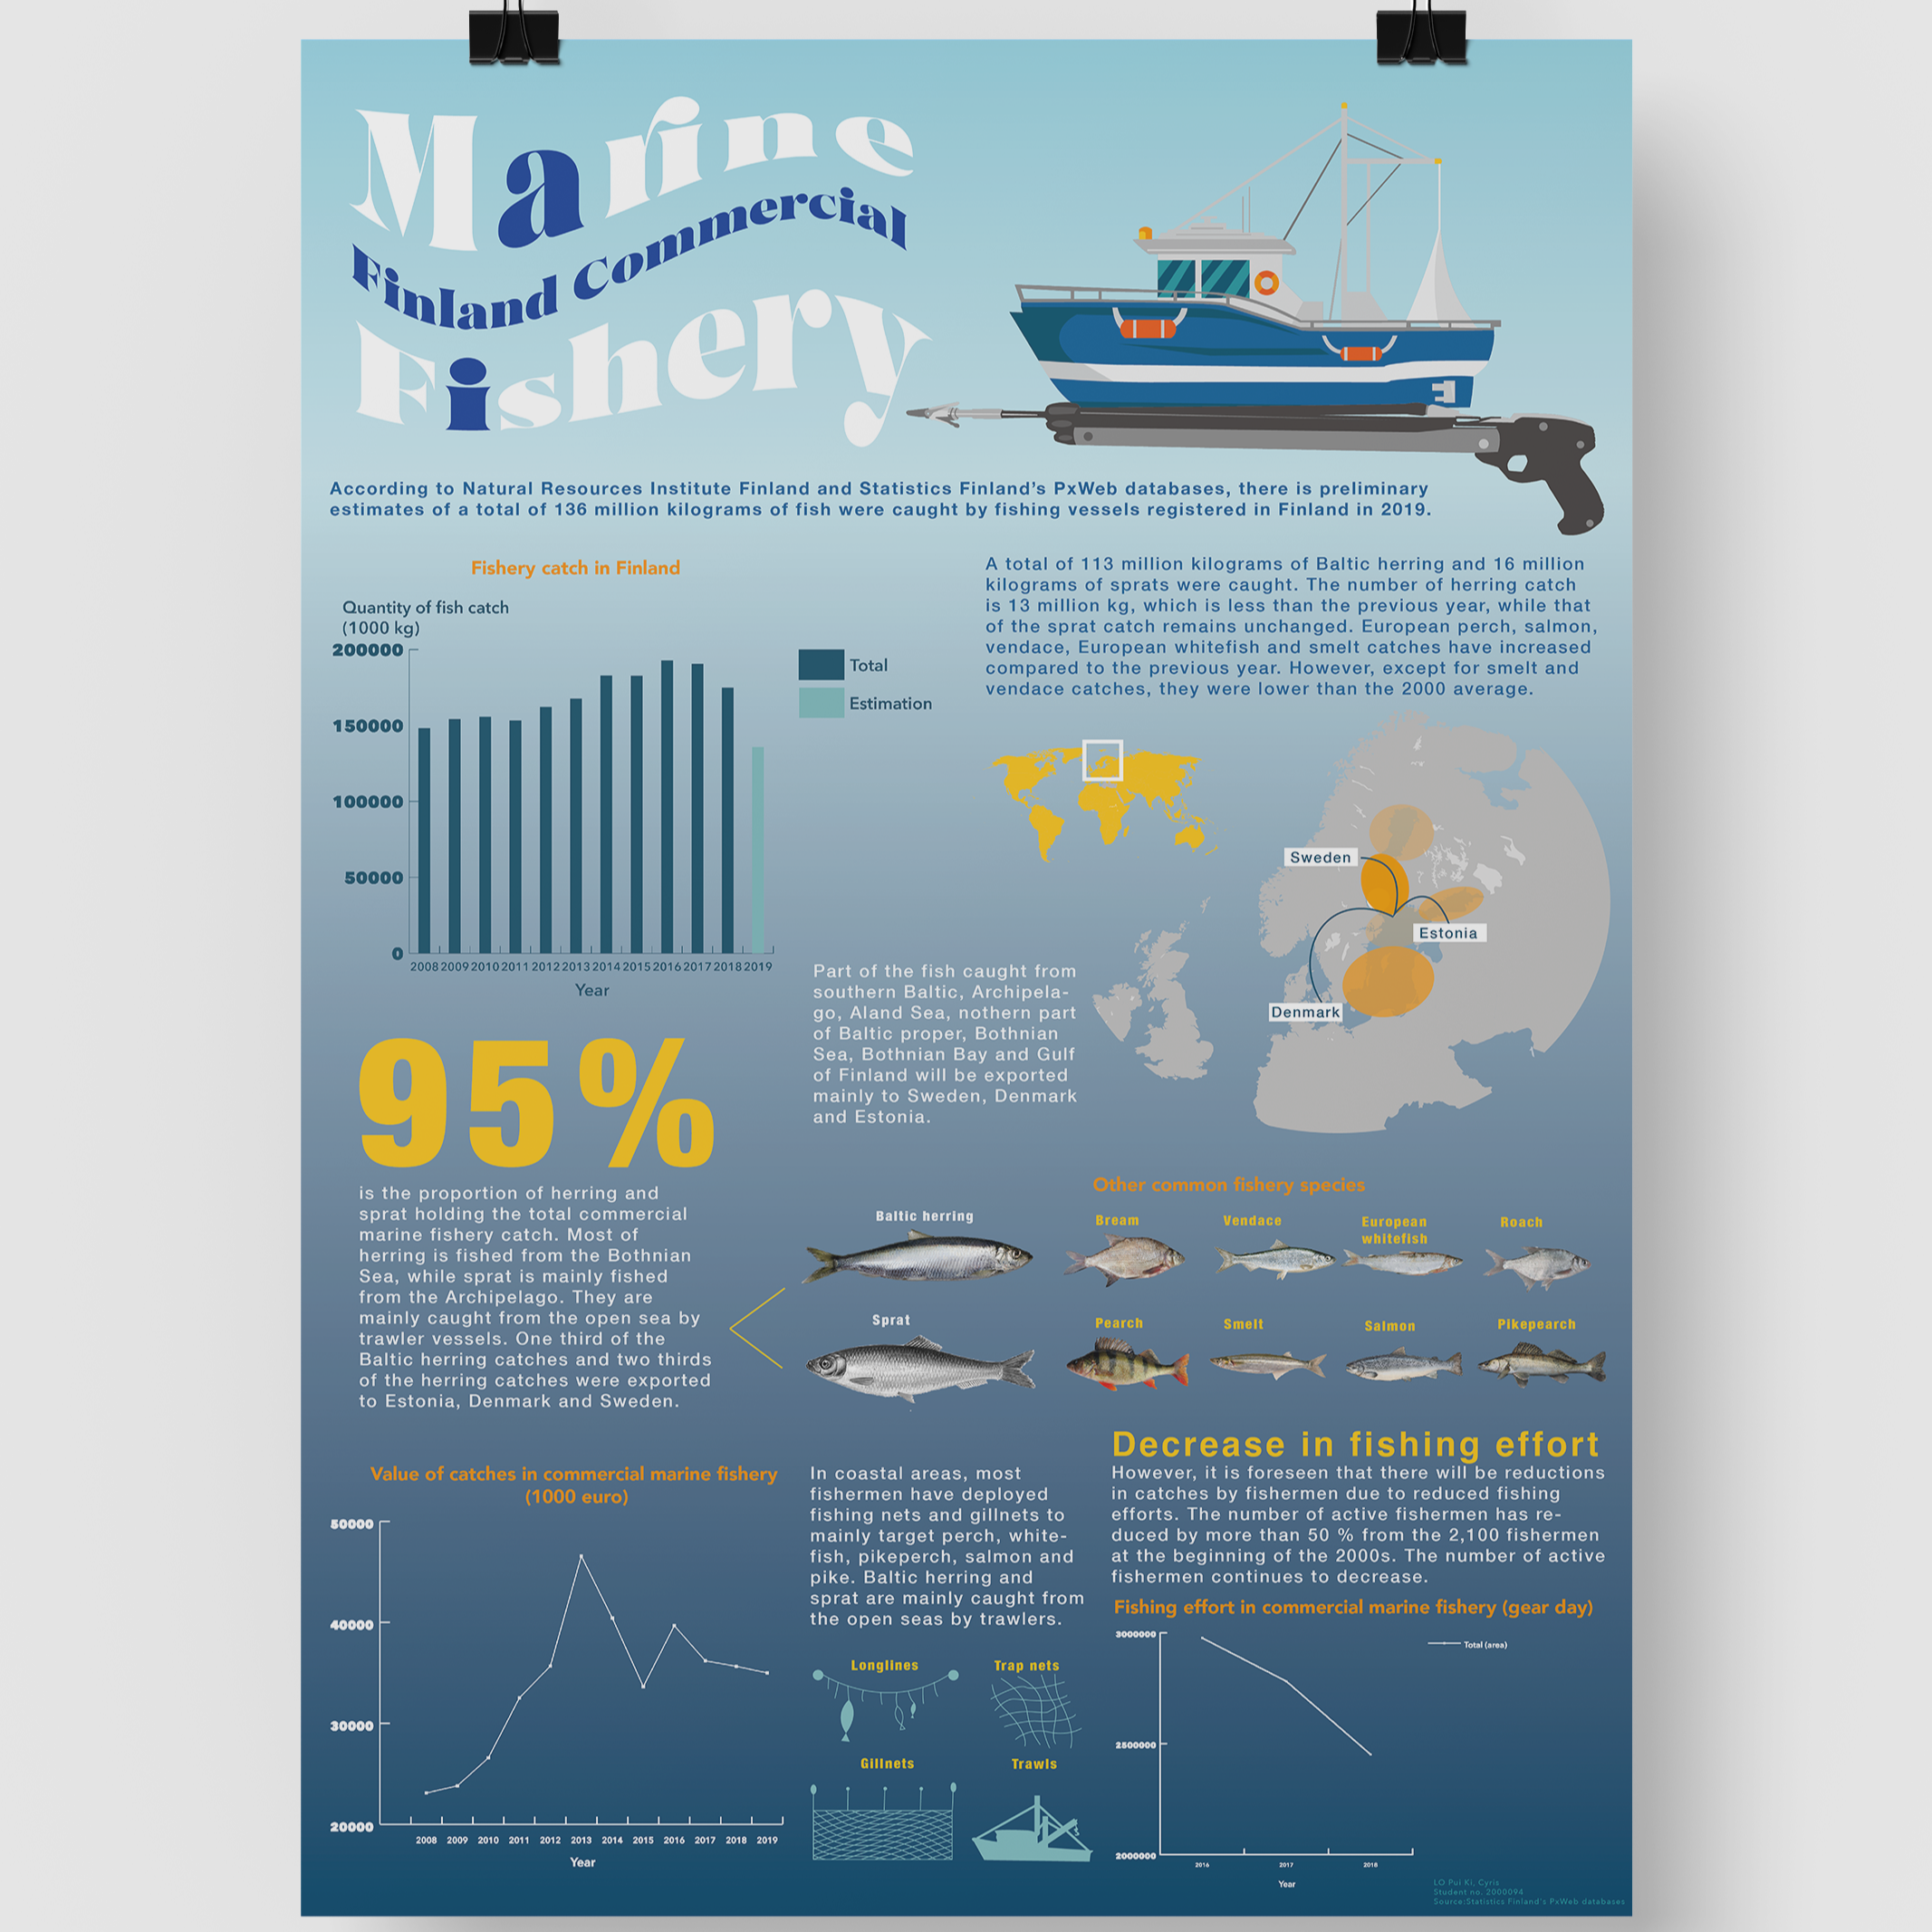 Marine
Finland Commercial
Fishery
According to Natural Resources Institute Finland and Statistics Finland's PxWeb databases, there is preliminary
estimates of a total of 136 million kilograms of fish were caught by fishing vessels registered in Finland in 2019.
Fishery catch in Finland
Quantity of fish catch
(1000 kg)
200000
150000
100000
50000
0
2008 2009 2010 2011 2012 2013 2014 2015 2016 2017 2018 2019
Year
Total
Estimation
A total of 113 million kilograms of Baltic herring and 16 million
kilograms of sprats were caught. The number of herring catch
is 13 million kg, which is less than the previous year, while that
of the sprat catch remains unchanged. European perch, salmon,
vendace, European whitefish and smelt catches have increased
compared to the previous year. However, except for smelt and
vendace catches, they were lower than the 2000 average.
Sweden
Estonia
Denmark
Part of the fish caught from
southern Baltic, Archipela-
go, Aland Sea, nothern part
of Baltic proper, Bothnian
Sea, Bothnian Bay and Gulf
of Finland will be exported
mainly to Sweden, Denmark
and Estonia.
95%
is the proportion of herring and
sprat holding the total commercial
marine fishery catch. Most of
herring is fished from the Bothnian
Sea, while sprat is mainly fished
from the Archipelago. They are
mainly caught from the open sea by
trawler vessels. One third of the
Baltic herring catches and two thirds
of the herring catches were exported
to Estonia, Denmark and Sweden.
Baltic herring
Sprat
Other common fishery species
Bream
Vendace
European
whitefish
Roach
Pearch
Smelt
Salmon
Pikepearch
Value of catches in commercial marine fishery
(1000 euro)
50000
40000
30000
20000
2008 2009 2010 2011 2012 2013 2014 2015 2016 2017 2018 2019
Year
In coastal areas, most
fishermen have deployed
fishing nets and gillnets to
mainly target perch, white-
fish, pikeperch, salmon and
pike. Baltic herring and
sprat are mainly caught from
the open seas by trawlers.
Longlines
Trap nets
Gillnets
Trawls
Decrease in fishing effort
However, it is foreseen that there will be reductions
in catches by fishermen due to reduced fishing
efforts. The number of active fishermen has re-
duced by more than 50 % from the 2,100 fishermen
at the beginning of the 2000s. The number of active
fishermen continues to decrease.
Fishing effort in commercial marine fishery (gear day)
3000000
2500000
2000000
Total (area)
2016 2017 2018
Year
LO Pui Ki, Cyris
Student no. 2000094
Source:Statistics Finland's PxWeb databases